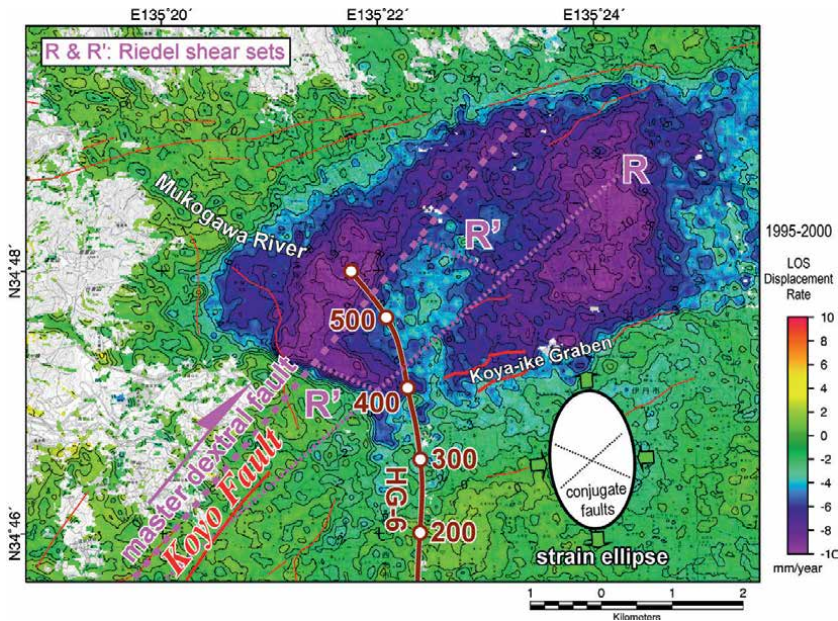 E135°20´ E135°22´ E135°24´
R & R’: Riedel shear sets
Mukogawa River
R
R’
N34°48´
500
Koya-ike Graben
R’
400
master dextral fault
Koyo Fault
300
HG-6
200
N34°46´
conjugate
faults
strain ellipse
1995-2000
LOS
Displacement
Rate
10
8
6
4
2
0
-2
-4
-6
-8
-10
mm/year
1 0 1 2
Kilometers